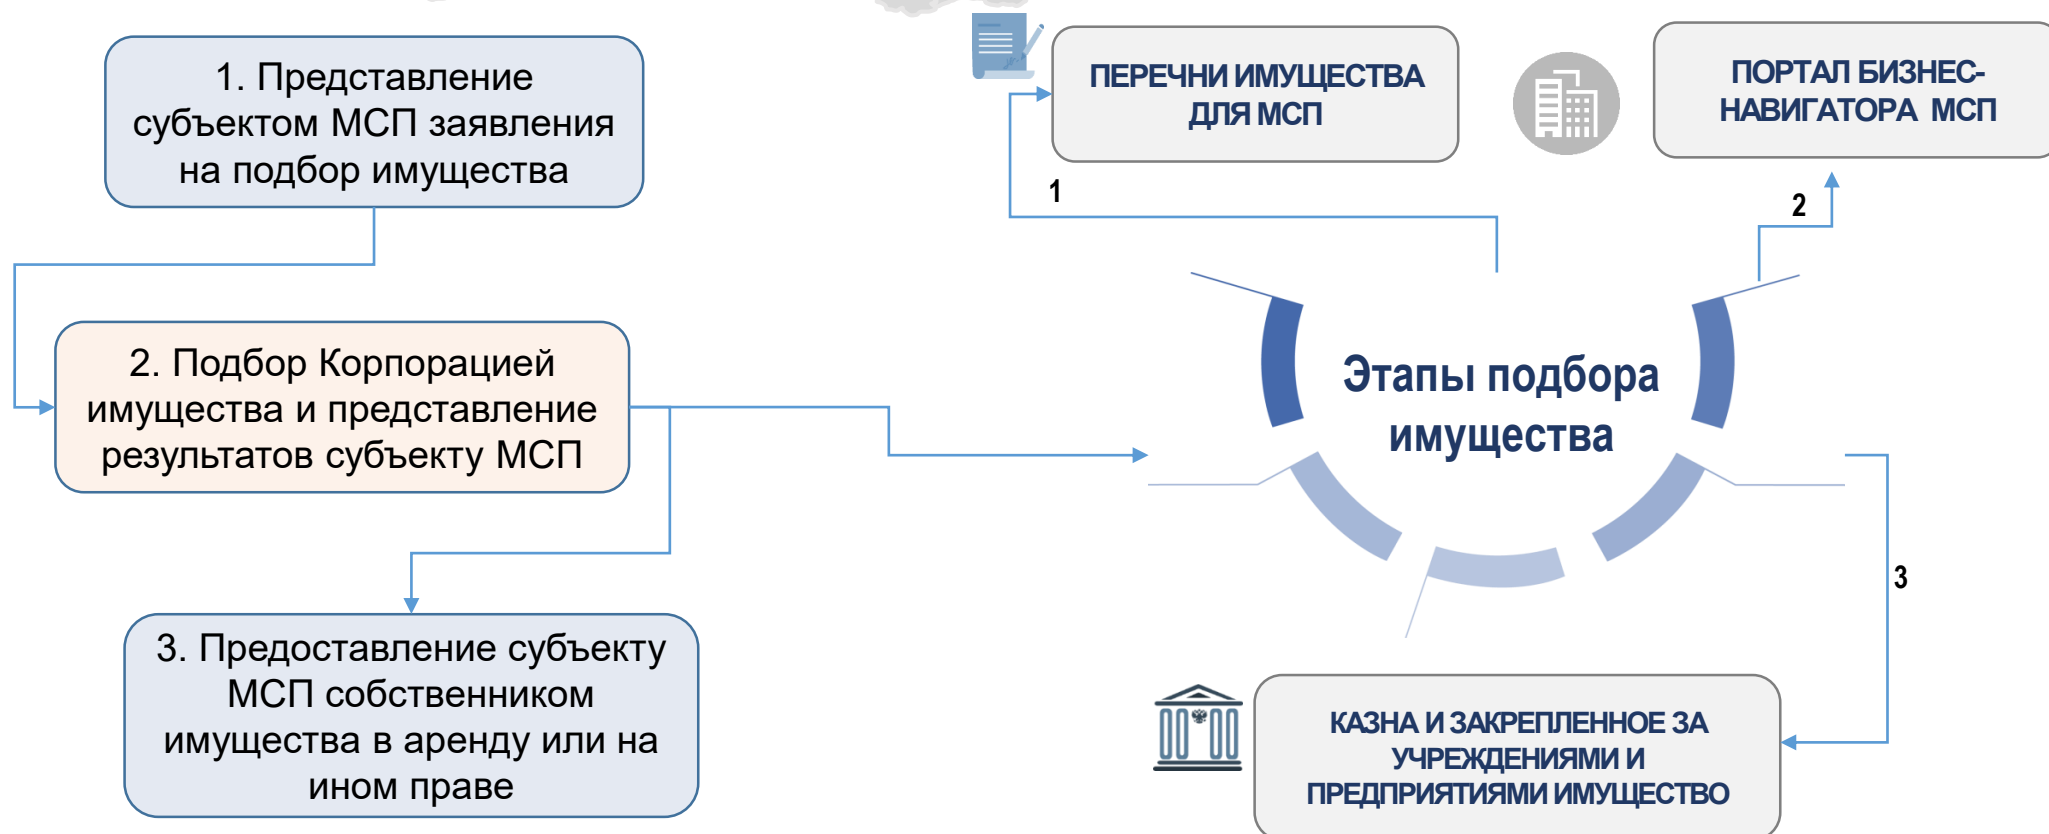 1. Представление
субъектом МСП заявления
на подбор имущества
2. Подбор Корпорацией
имущества и представление
результатов субъекту МСП
3. Предоставление субъекту
МСП собственником
имущества в аренду или на
ином праве
ПЕРЕЧНИ ИМУЩЕСТВА
ДЛЯ МСП
ПОРТАЛ БИЗНЕС-
НАВИГАТОРА МСП
1
2
Этапы подбора
имущества
3
КАЗНА И ЗАКРЕПЛЕННОЕ ЗА
УЧРЕЖДЕНИЯМИ И
ПРЕДПРИЯТИЯМИ ИМУЩЕСТВО